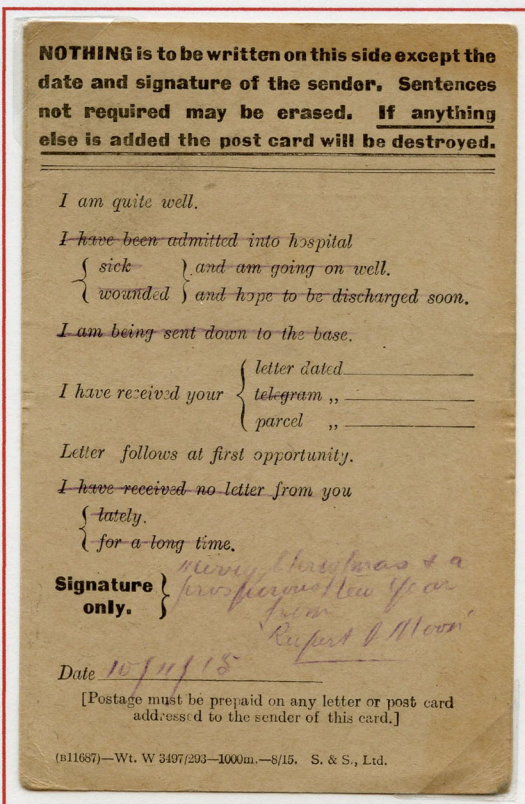 NOTHING is to be written on this side except the
date and signature of the sender. Sentences
not required may be erased. If anything
else is added the post card will be destroyed.
I am quite well.
I have been admitted into hospital
{ sick } and am going on well.
{ wounded } and hope to be discharged soon.
I am being sent down to the base.
letter dated
I have received your { telegram „
parcel „
Letter follows at first opportunity.
I have received no letter from you
{ lately.
{ for a long time.
Merry Christmas & a
Signature only. } prosperous New Year
from
'Rupert V Moon'
Date 10/11/15
[Postage must be prepaid on any letter or post card
addressed to the sender of this card.]
(B11687)—Wt. W 3497/293—1000m.—8/15. S. & S., Ltd.